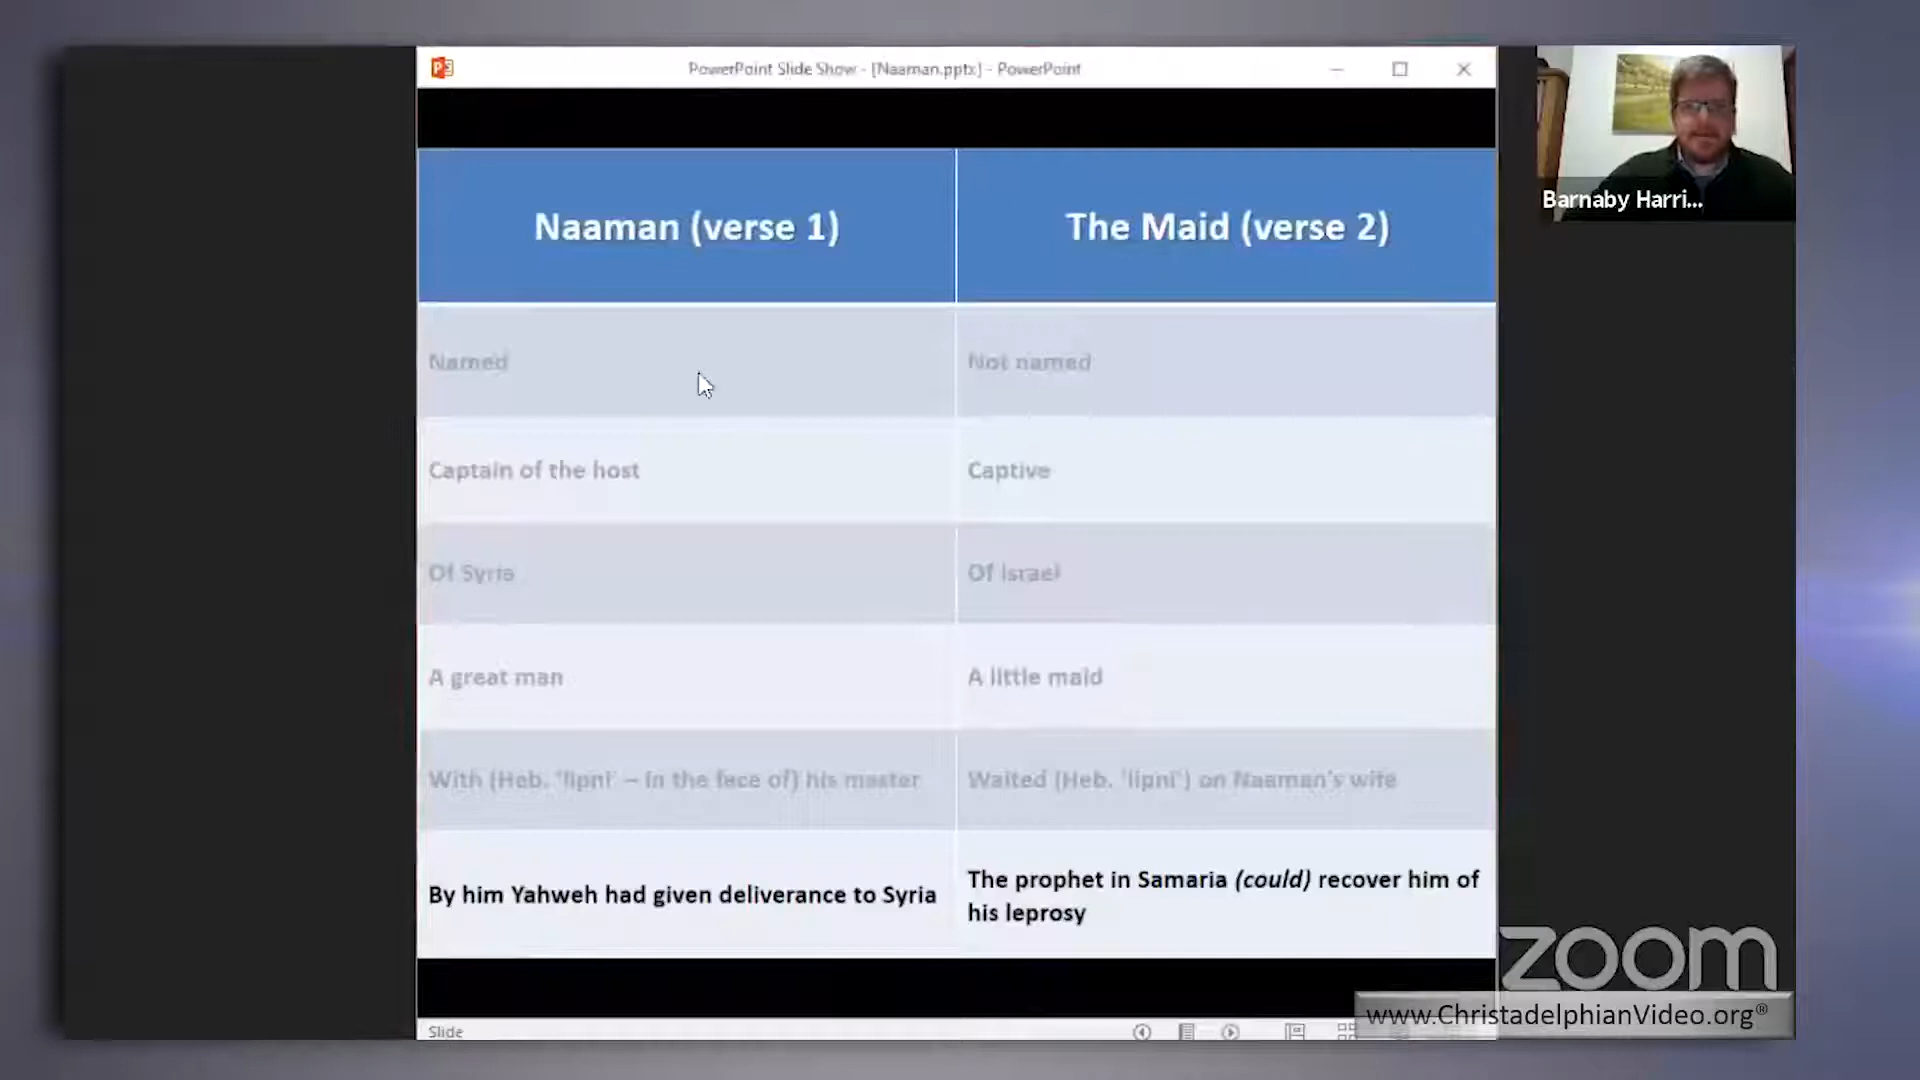 PowerPoint Slide Show - [Naaman.pptx] - PowerPoint
Barnaby Harri...
Naaman (verse 1)
The Maid (verse 2)
Named
Not named
Captain of the host
Captive
Of Syria
Of Israel
A great man
A little maid
With (Heb. 'lipni' – in the face of) his master
Waited (Heb. 'lipni') on Naaman's wife
By him Yahweh had given deliverance to Syria
The prophet in Samaria (could) recover him of
his leprosy
zoom
www.ChristadelphianVideo.org®
Slide